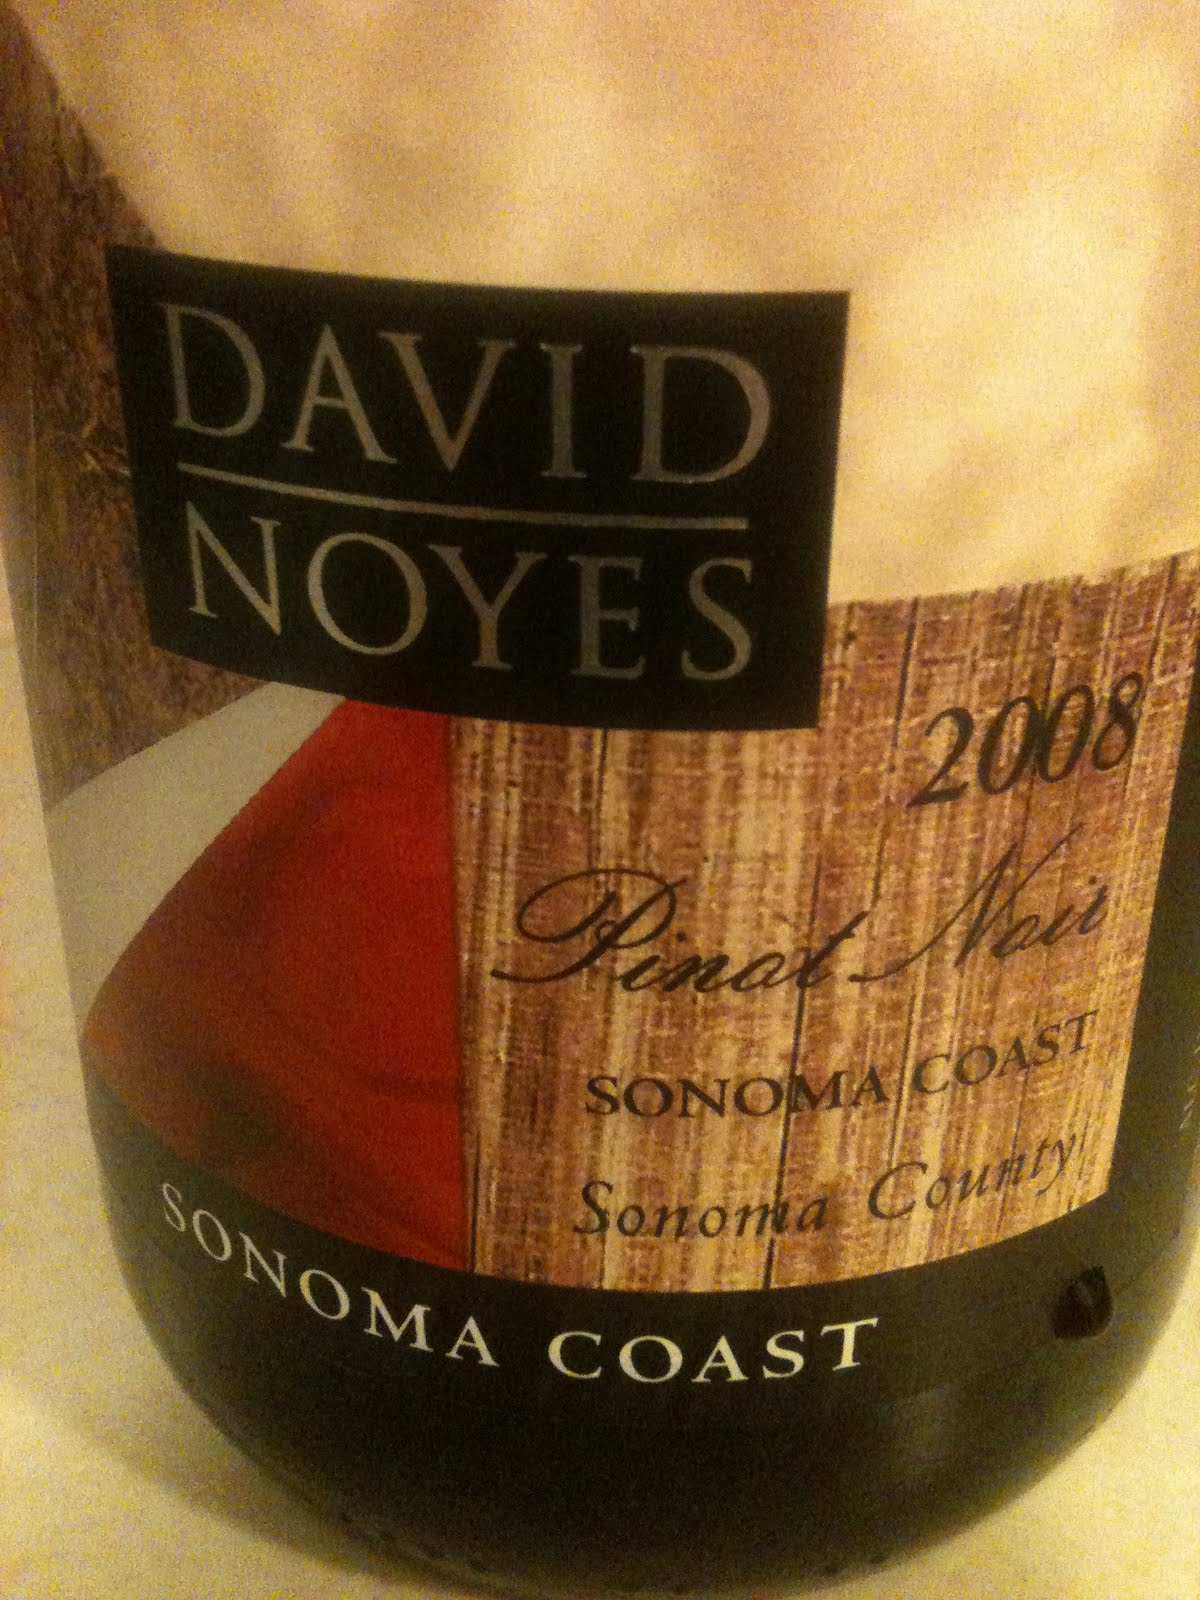 DAVID
NOYES
2008
Pinot Noir
SONOMA COAST
Sonoma County
SONOMA COAST